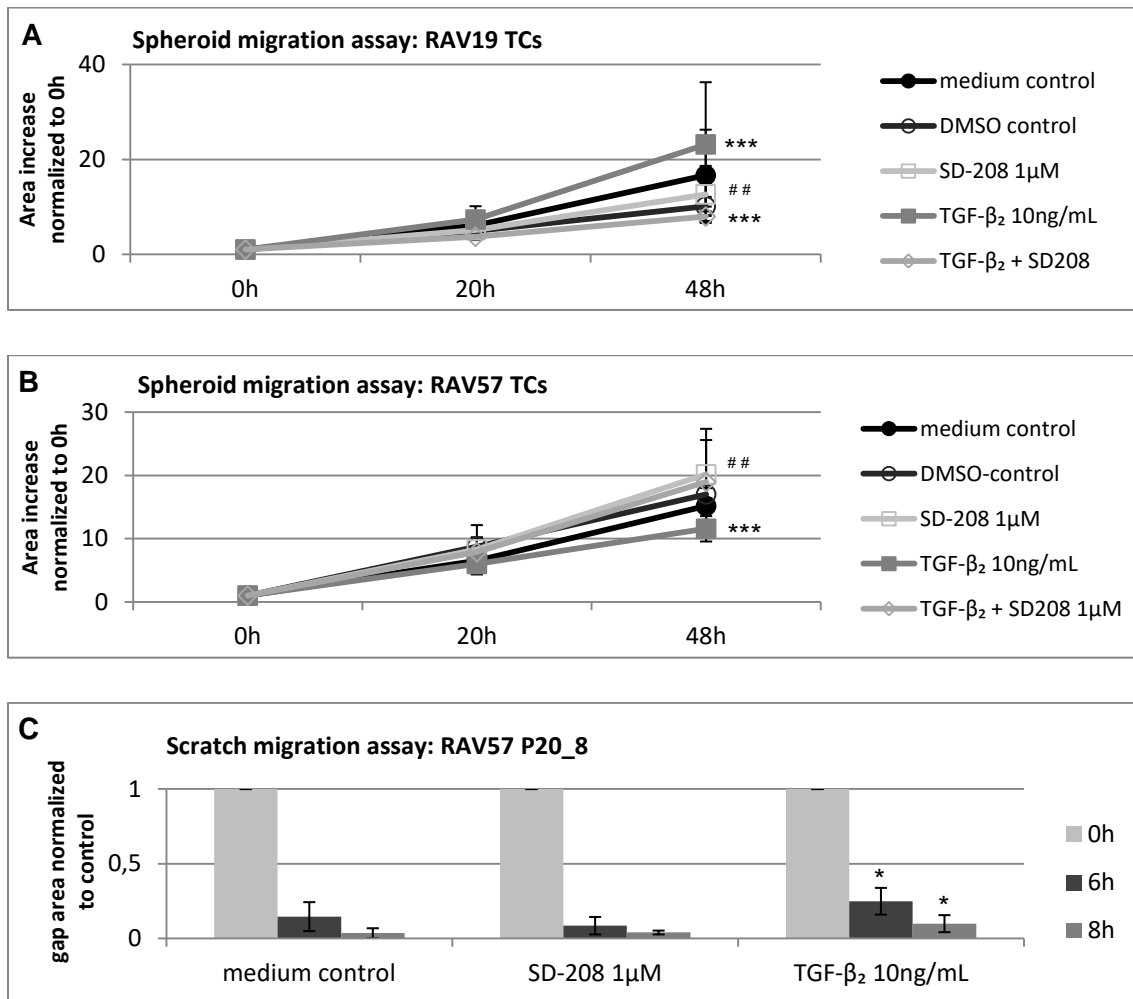 A
Spheroid migration assay: RAV19 TCs
Area increase
normalized to 0h
40
20
0
0h
20h
48h
***
##
***
medium control
DMSO control
SD-208 1µM
TGF-β₂ 10ng/mL
TGF-β₂ + SD208
B
Spheroid migration assay: RAV57 TCs
Area increase
normalized to 0h
30
20
10
0
0h
20h
48h
##
***
medium control
DMSO-control
SD-208 1µM
TGF-β₂ 10ng/mL
TGF-β₂ + SD208 1µM
C
Scratch migration assay: RAV57 P20_8
gap area normalized
to control
1
0,5
0
*
*
medium control
SD-208 1µM
TGF-β₂ 10ng/mL
0h
6h
8h